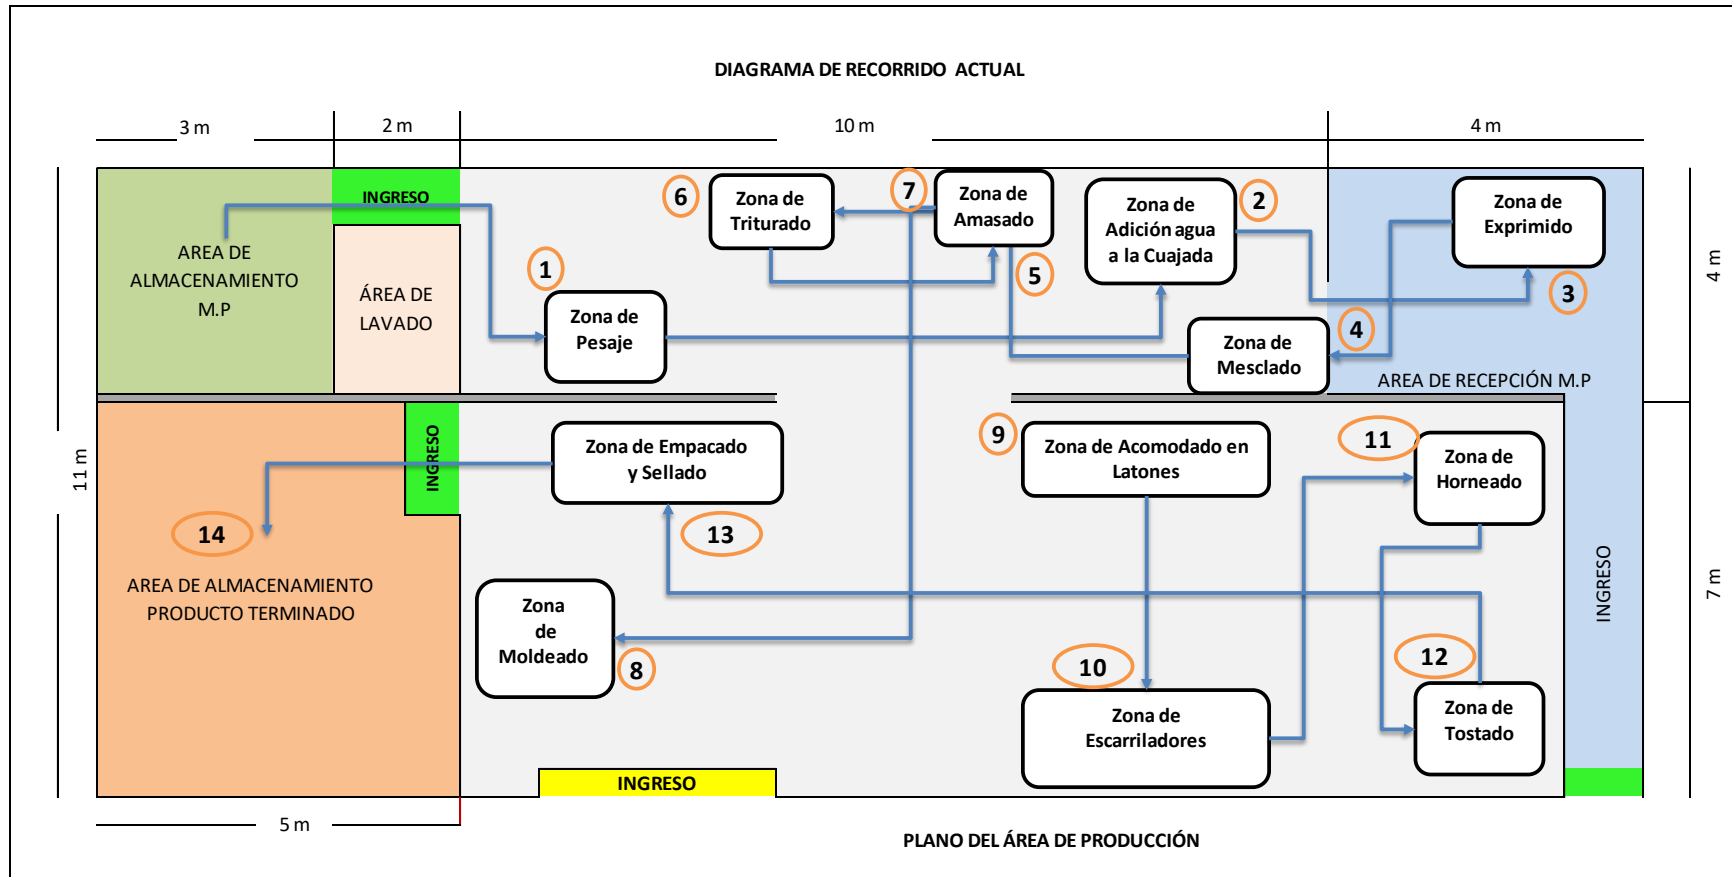 DIAGRAMA DE RECORRIDO ACTUAL
3 m
2 m
10 m
4 m
INGRESO
6
Zona de
Triturado
7
Zona de
Amasado
Zona de
Adición agua
a la Cuajada
2
Zona de
Exprimido
AREA DE
ALMACENAMIENTO
M.P
ÁREA DE
LAVADO
1
Zona de
Pesaje
5
3
4 m
Zona de
Mesclado
4
AREA DE RECEPCIÓN M.P
11 m
INGRESO
Zona de Empacado
y Sellado
9
Zona de Acomodado en
Latones
11
Zona de
Horneado
14
13
AREA DE ALMACENAMIENTO
PRODUCTO TERMINADO
Zona
de
Moldeado
8
10
Zona de
Escarriladores
12
Zona de
Tostado
INGRESO
7 m
INGRESO
5 m
PLANO DEL ÁREA DE PRODUCCIÓN